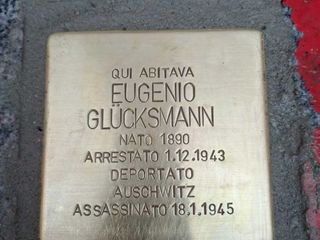 QUI ABITAVA
EUGENIO
GLÜCKSMANN
NATO 1890
ARRESTATO 1.12.1943
DEPORTATO
AUSCHWITZ
ASSASSINATO 18.1.1945